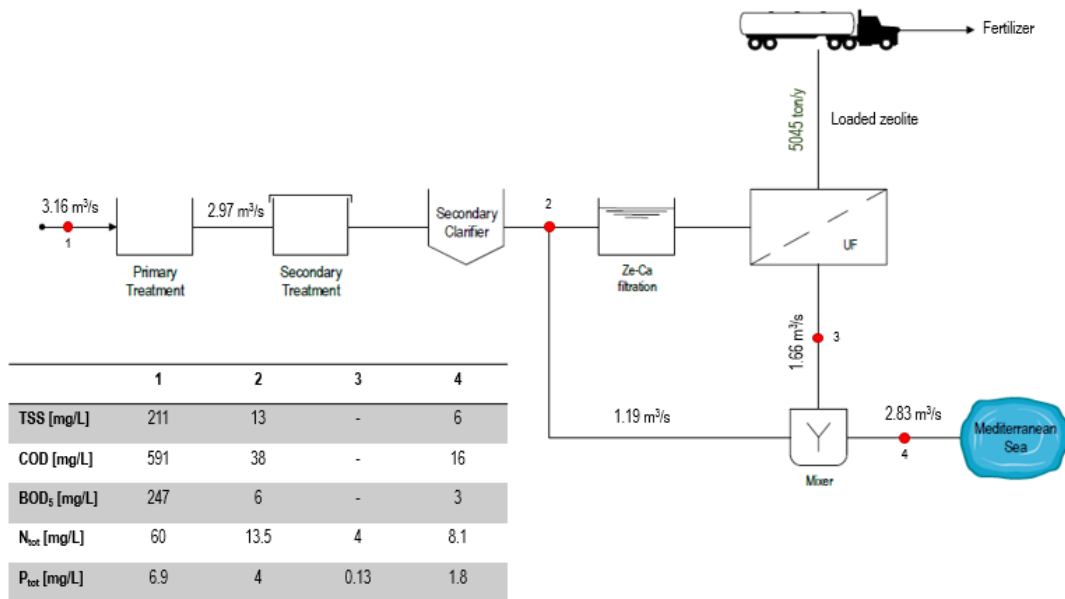 Fertilizer
5045 ton/y
Loaded zeolite
3.16 m³/s
1
Primary
Treatment
2.97 m³/s
Secondary
Treatment
Secondary
Clarifier
2
Ze-Ca
filtration
UF
1.66 m³/s
3
1.19 m³/s
Mixer
2.83 m³/s
4
Mediterranean
Sea
1 2 3 4
TSS [mg/L] 211 13 - 6
COD [mg/L] 591 38 - 16
BOD₅ [mg/L] 247 6 - 3
Nₜₒₜ [mg/L] 60 13.5 4 8.1
Pₜₒₜ [mg/L] 6.9 4 0.13 1.8